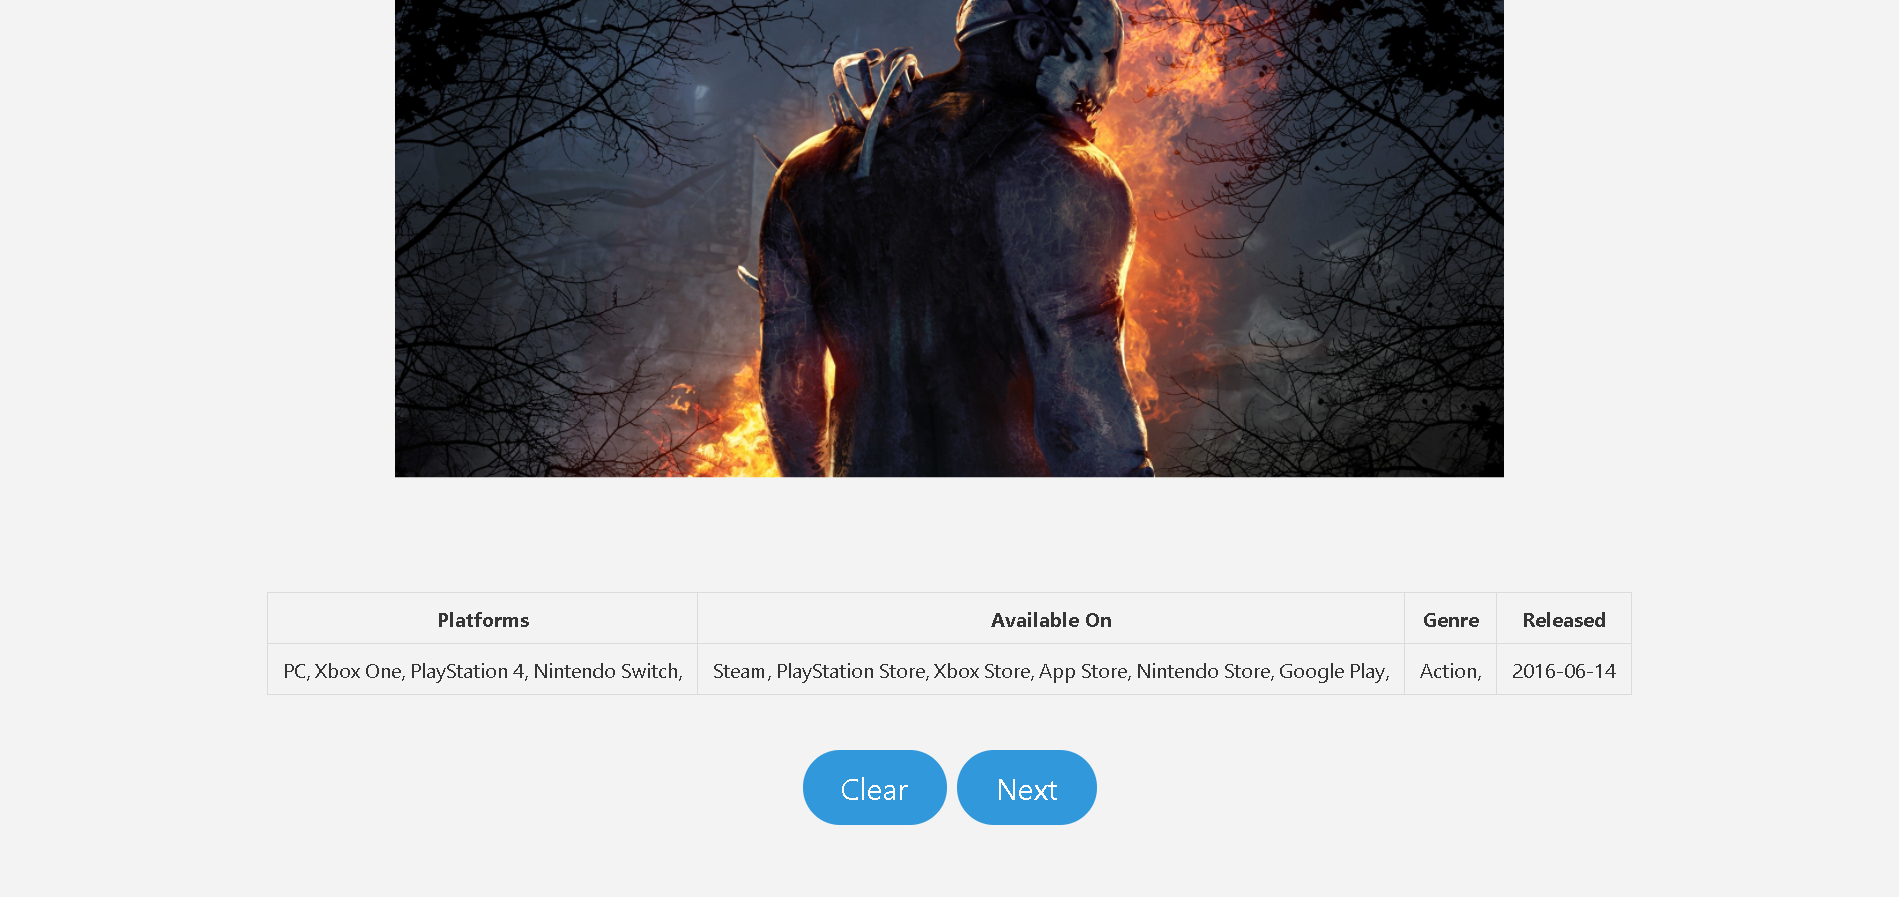 Platforms Available On Genre Released
PC, Xbox One, PlayStation 4, Nintendo Switch, Steam, PlayStation Store, Xbox Store, App Store, Nintendo Store, Google Play, Action, 2016-06-14
Clear Next